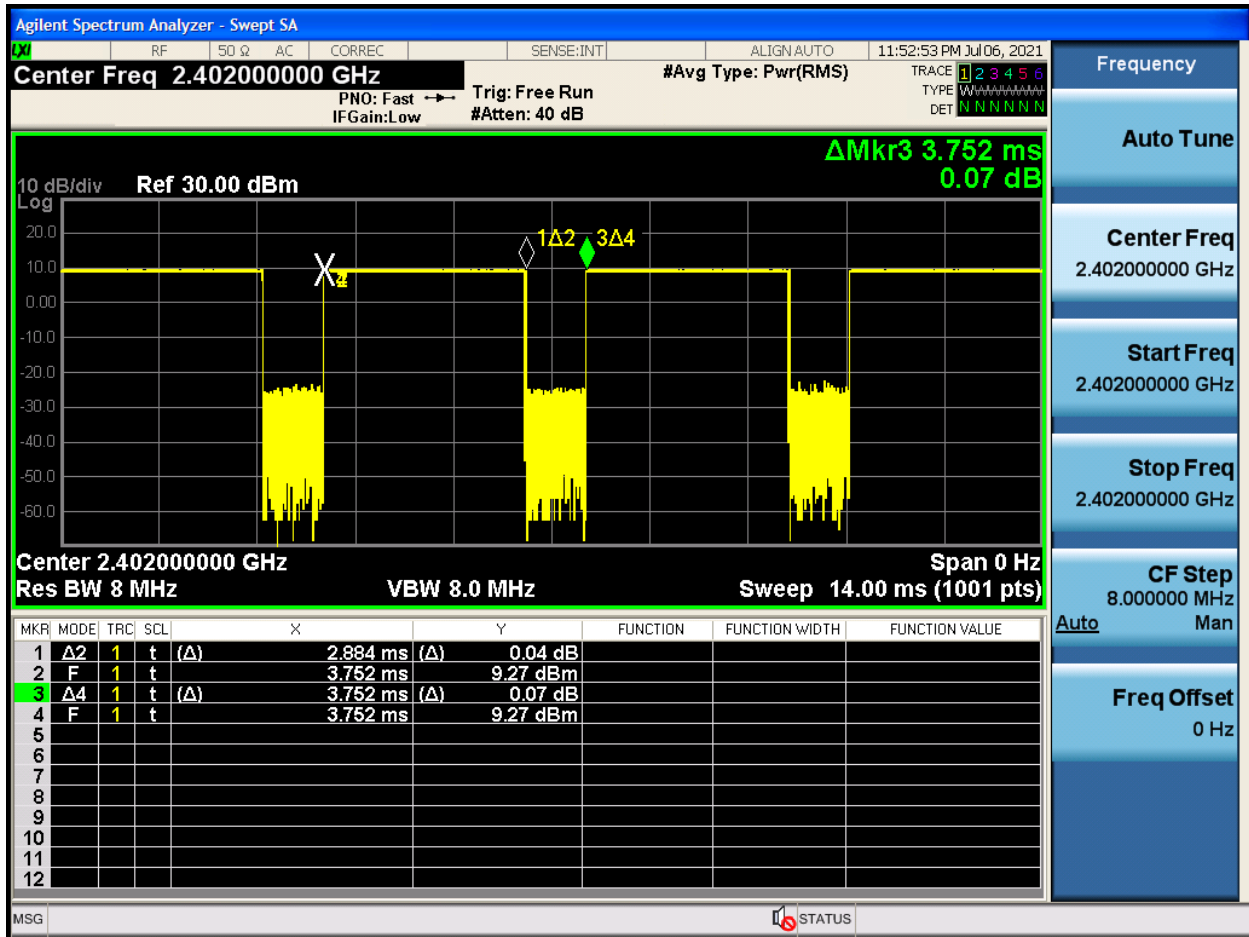 Agilent Spectrum Analyzer - Swept SA
LXI RF 50 Ω AC CORREC SENSE:INT ALIGN AUTO 11:52:53 PM Jul 06, 2021
Center Freq 2.402000000 GHz #Avg Type: Pwr(RMS) TRACE 1 2 3 4 5 6
PNO: Fast Trig: Free Run TYPE WWWWWW
IFGain:Low #Atten: 40 dB DET N N N N N N
ΔMkr3 3.752 ms
0.07 dB
10 dB/div Ref 30.00 dBm
Log
20.0
1Δ2 3Δ4
10.0
0.00
-10.0
-20.0
-30.0
-40.0
-50.0
-60.0
Center 2.402000000 GHz Span 0 Hz
Res BW 8 MHz VBW 8.0 MHz Sweep 14.00 ms (1001 pts)
MKR MODE TRC SCL X Y FUNCTION FUNCTION WIDTH FUNCTION VALUE
1 Δ2 1 t (Δ) 2.884 ms (Δ) 0.04 dB
2 F 1 t 3.752 ms 9.27 dBm
3 Δ4 1 t (Δ) 3.752 ms (Δ) 0.07 dB
4 F 1 t 3.752 ms 9.27 dBm
5
6
7
8
9
10
11
12
MSG STATUS
Frequency
Auto Tune
Center Freq
2.402000000 GHz
Start Freq
2.402000000 GHz
Stop Freq
2.402000000 GHz
CF Step
8.000000 MHz
Auto Man
Freq Offset
0 Hz